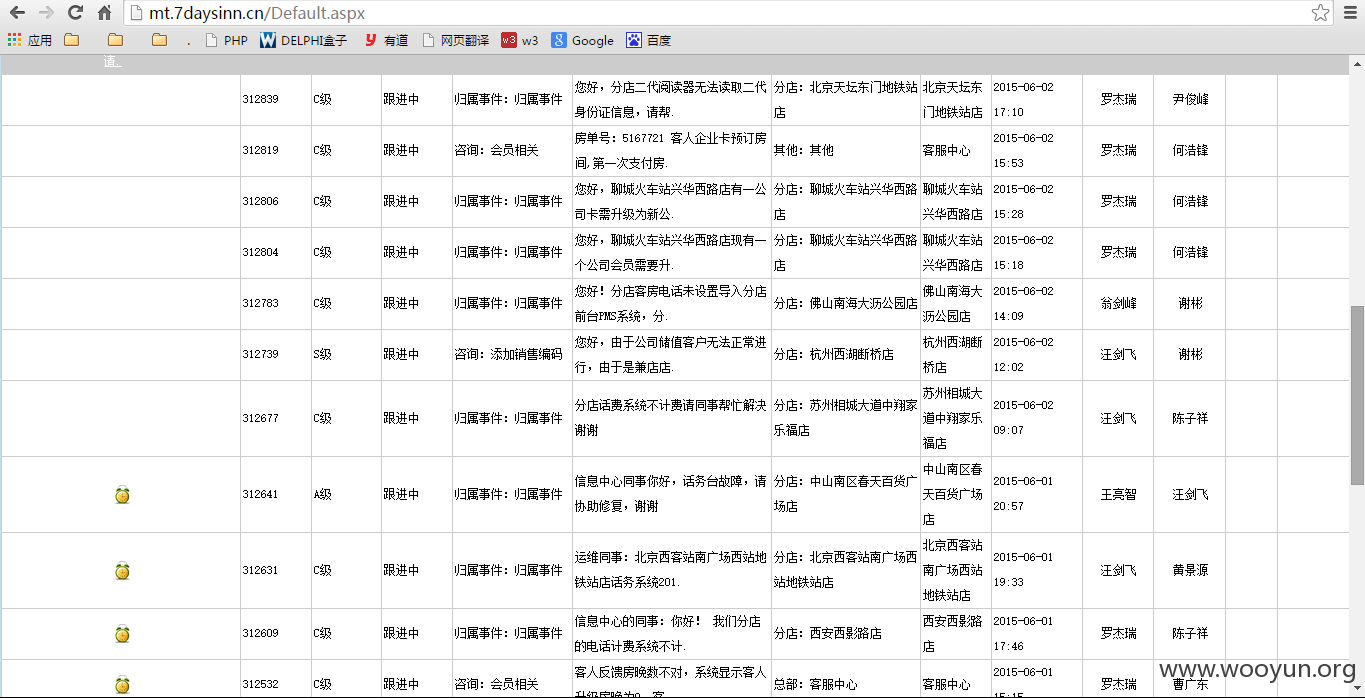 mt.7daysinn.cn/Default.aspx
应用 . PHP DELPHI盒子 有道 网页翻译 w3 w3 Google 百度
请..
312839 C级 跟进中 归属事件: 归属事件 您好，分店二代阅读器无法读取二代身份证信息，请帮. 分店: 北京天坛东门地铁站店 北京天坛东门地铁站店 2015-06-02 17:10 罗杰瑞 尹俊峰
312819 C级 跟进中 咨询: 会员相关 房单号: 5167721 客人企业卡预订房间,第一次支付房. 其他: 其他 客服中心 2015-06-02 15:53 罗杰瑞 何浩锋
312806 C级 跟进中 归属事件: 归属事件 您好，聊城火车站兴华西路店有一公司卡需升级为新公. 分店: 聊城火车站兴华西路店 聊城火车站兴华西路店 2015-06-02 15:28 罗杰瑞 何浩锋
312804 C级 跟进中 归属事件: 归属事件 您好，聊城火车站兴华西路店现有一个公司会员需要升. 分店: 聊城火车站兴华西路店 聊城火车站兴华西路店 2015-06-02 15:18 罗杰瑞 何浩锋
312783 C级 跟进中 归属事件: 归属事件 您好! 分店客房电话未设置导入分店前台PMS系统，分. 分店: 佛山南海大沥公园店 佛山南海大沥公园店 2015-06-02 14:09 翁剑峰 谢彬
312739 S级 跟进中 咨询: 添加销售编码 您好，由于公司储值客户无法正常进行，由于是兼店店. 分店: 杭州西湖断桥店 杭州西湖断桥店 2015-06-02 12:02 汪剑飞 谢彬
312677 C级 跟进中 归属事件: 归属事件 分店话费系统不计费请同事帮忙解决谢谢 分店: 苏州相城大道中翔家乐福店 苏州相城大道中翔家乐福店 2015-06-02 09:07 汪剑飞 陈子祥
312641 A级 跟进中 归属事件: 归属事件 信息中心同事你好，话务台故障，请协助修复，谢谢 分店: 中山南区春天百货广场店 中山南区春天百货广场店 2015-06-01 20:57 王亮智 汪剑飞
312631 C级 跟进中 归属事件: 归属事件 运维同事: 北京西客站南广场西站地铁站店话务系统201. 分店: 北京西客站南广场西站地铁站店 北京西客站南广场西站地铁站店 2015-06-01 19:33 汪剑飞 黄景源
312609 C级 跟进中 归属事件: 归属事件 信息中心的同事: 你好! 我们分店的电话计费系统不计. 分店: 西安西影路店 西安西影路店 2015-06-01 17:46 罗杰瑞 陈子祥
312532 C级 跟进中 咨询: 会员相关 客人反馈房晚数不对，系统显示客人 总部: 客服中心 客服中心 2015-06-01 罗杰瑞 曹广东
www.wooyun.org